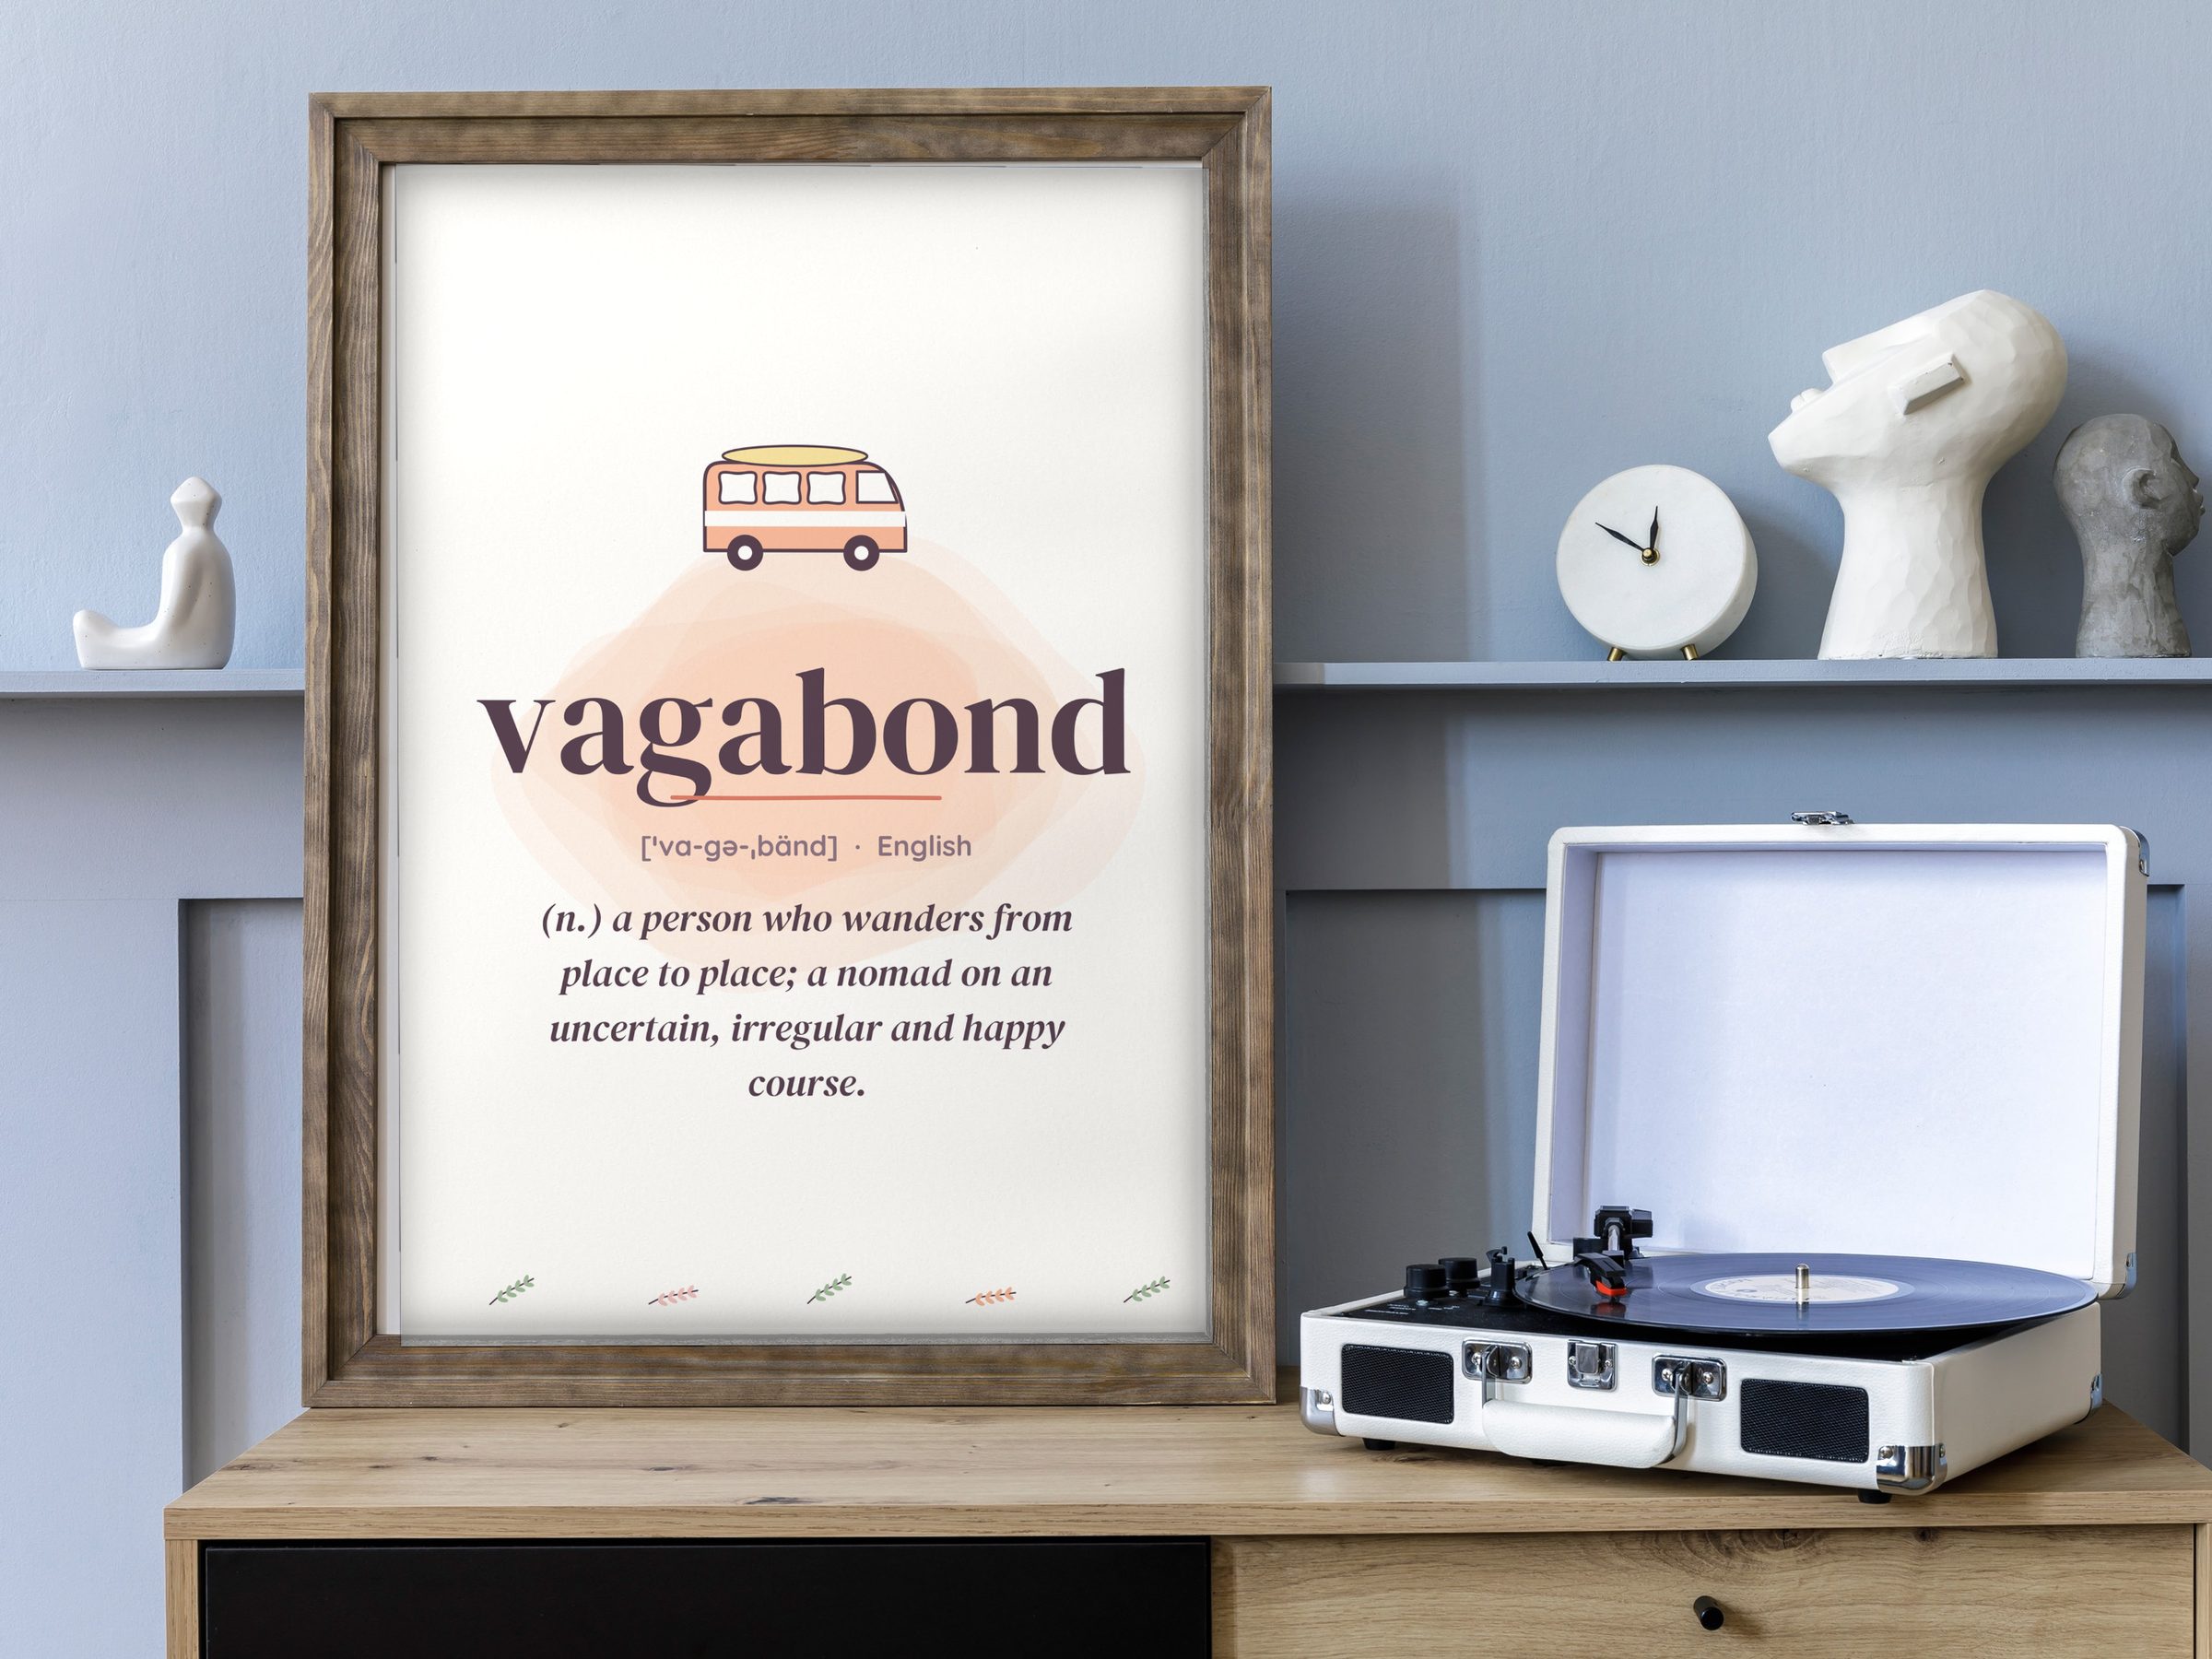 vagabond
['va-gə-ˌbänd] · English
(n.) a person who wanders from
place to place; a nomad on an
uncertain, irregular and happy
course.